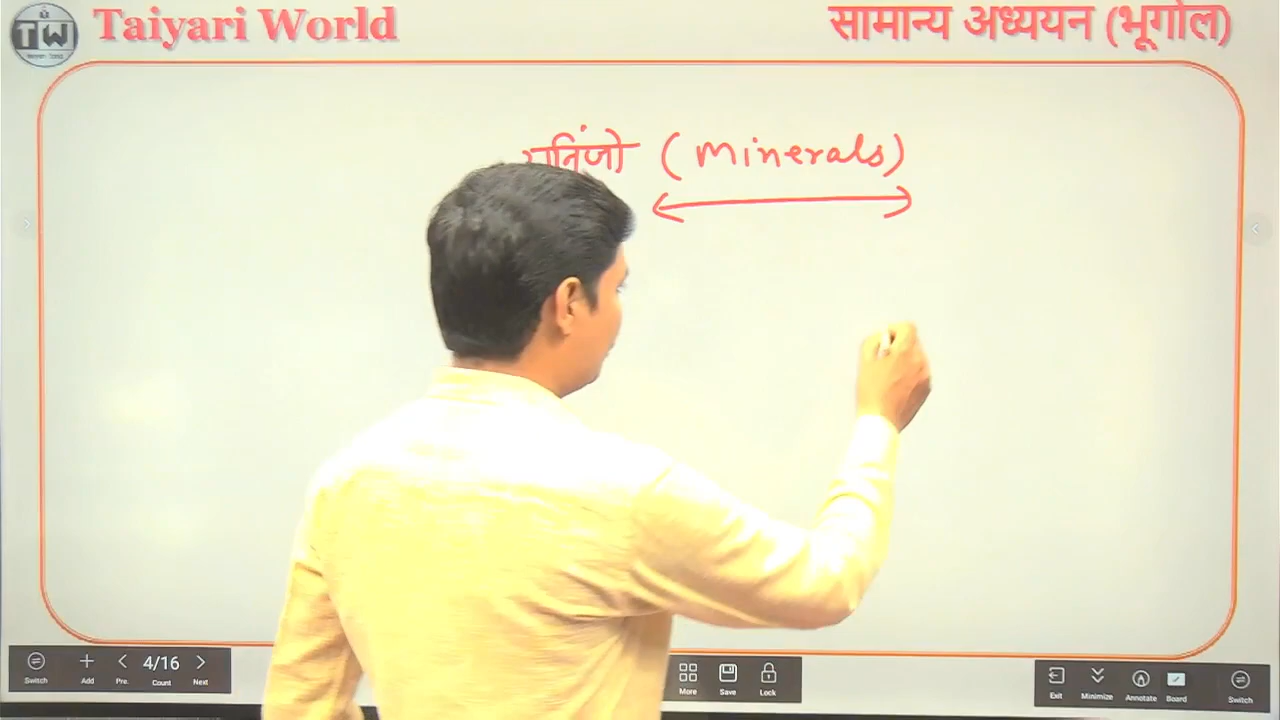 TW Taiyari World सामान्य अध्ययन (भूगोल)
(Minerals)
4/16
Switch Add Pre. Count Next More Save Lock Exit Minimize Annotate Board Switch